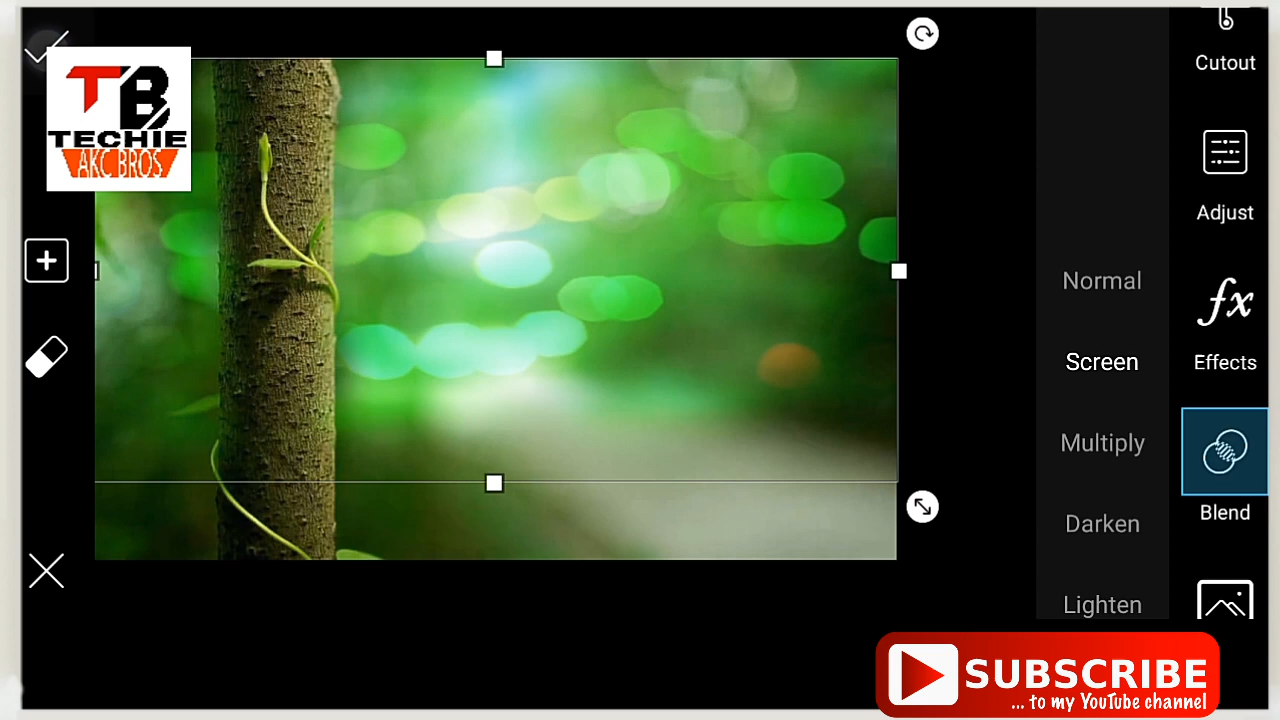 TB
TECHIE
AKC BROS
Cutout
Adjust
fx
Effects
Blend
Normal
Screen
Multiply
Darken
Lighten
SUBSCRIBE
... to my YouTube channel